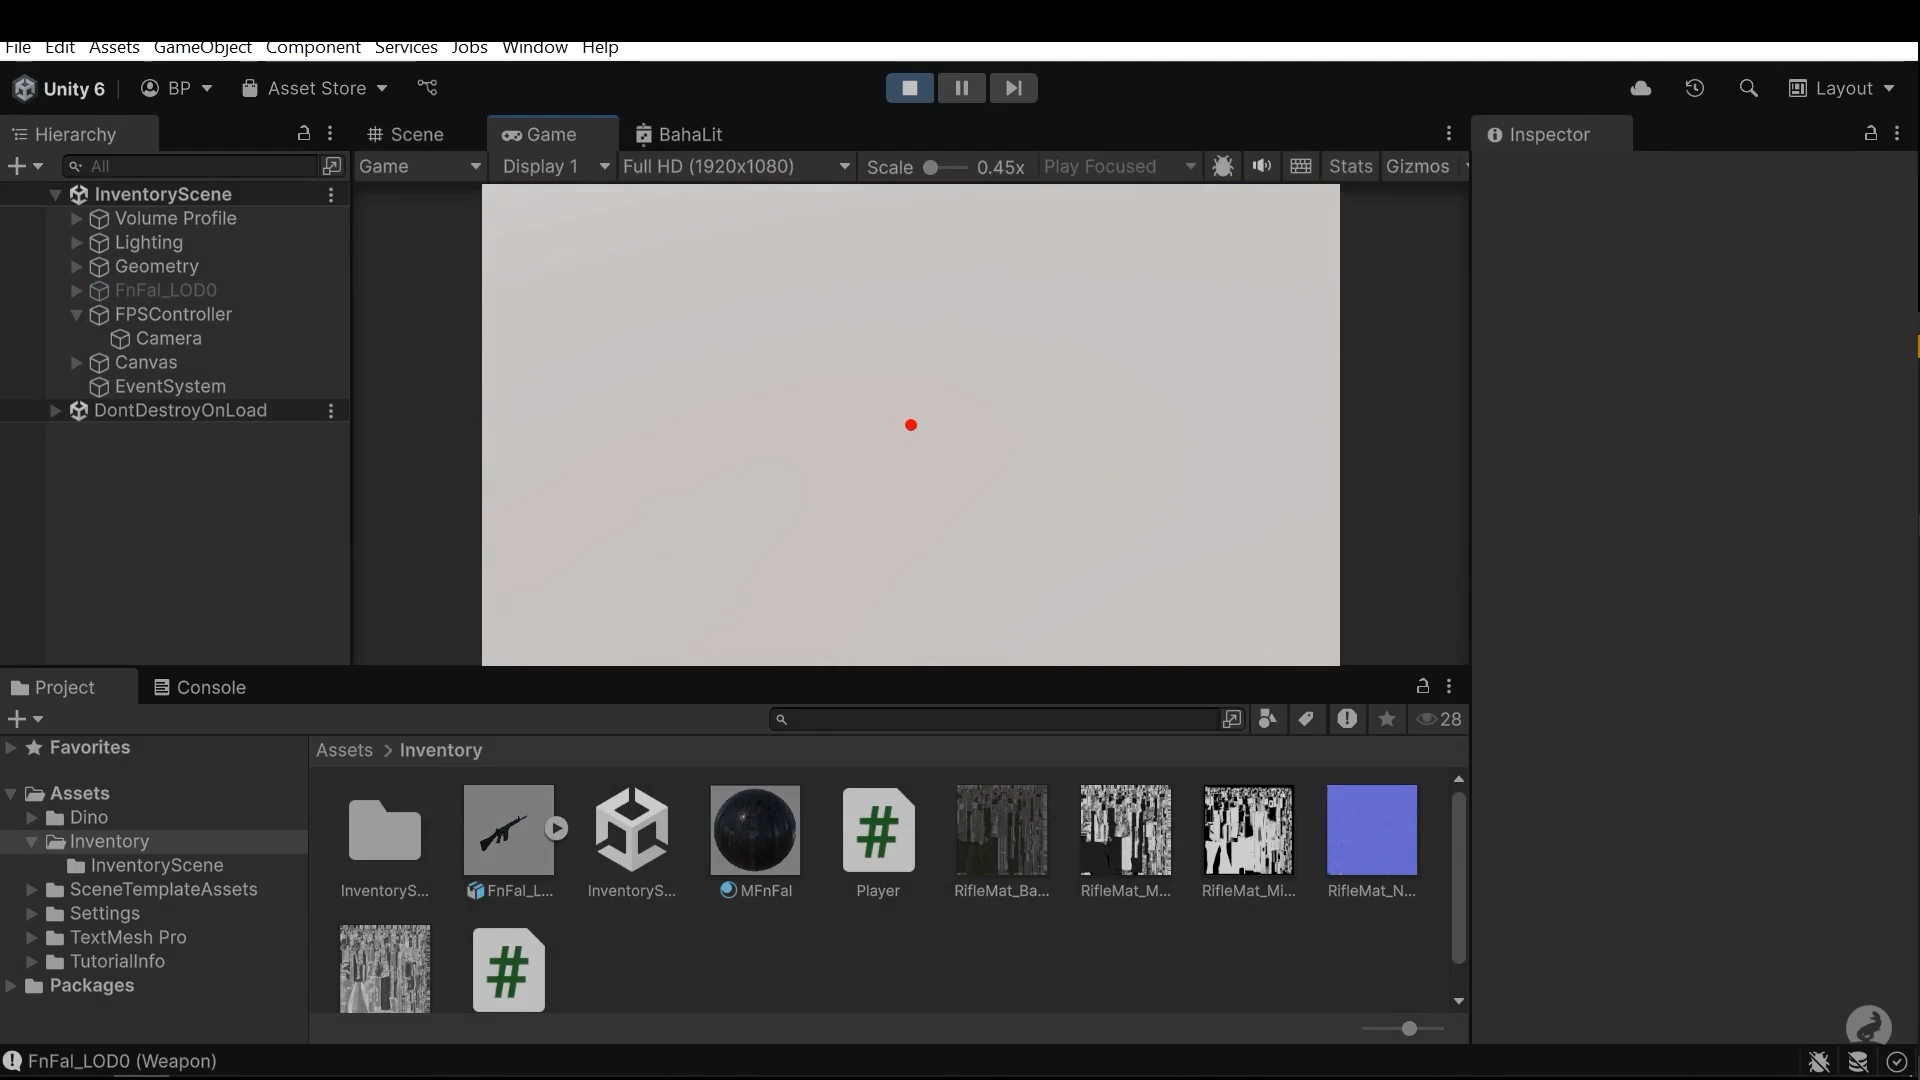 File Edit Assets GameObject Component Services Jobs Window Help
Unity 6 BP Asset Store Layout
Hierarchy
Scene Game BahaLit
Inspector
All
Game Display 1 Full HD (1920x1080) Scale 0.45x Play Focused Stats Gizmos
InventoryScene
Volume Profile
Lighting
Geometry
FnFal_LOD0
FPSController
Camera
Canvas
EventSystem
DontDestroyOnLoad
Project Console
28
Favorites
Assets
Dino
Inventory
InventoryScene
SceneTemplateAssets
Settings
TextMesh Pro
TutorialInfo
Packages
Assets > Inventory
InventoryS... FnFal_L... InventoryS... MFnFal Player RifleMat_Ba... RifleMat_M... RifleMat_Mi... RifleMat_N...
FnFal_LOD0 (Weapon)